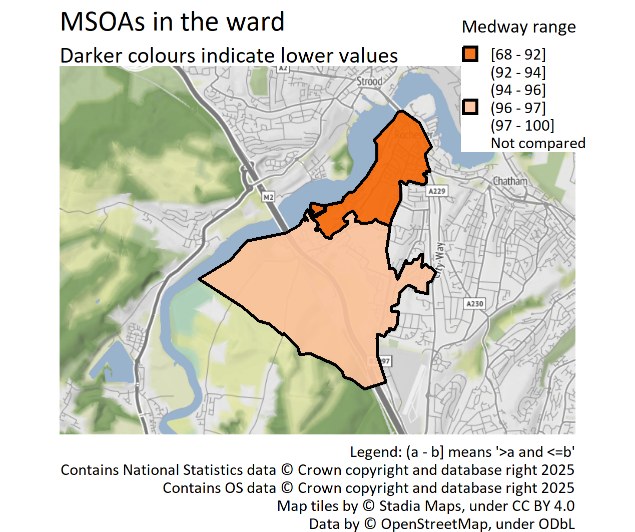 MSOAs in the ward
Darker colours indicate lower values
Medway range
[68 - 92]
(92 - 94]
(94 - 96]
(96 - 97]
(97 - 100]
Not compared
A2
Strood
M2
A229
Chatham
A230
Legend: (a - b] means '>a and <=b'
Contains National Statistics data © Crown copyright and database right 2025
Contains OS data © Crown copyright and database right 2025
Map tiles by © Stadia Maps, under CC BY 4.0
Data by © OpenStreetMap, under ODbL